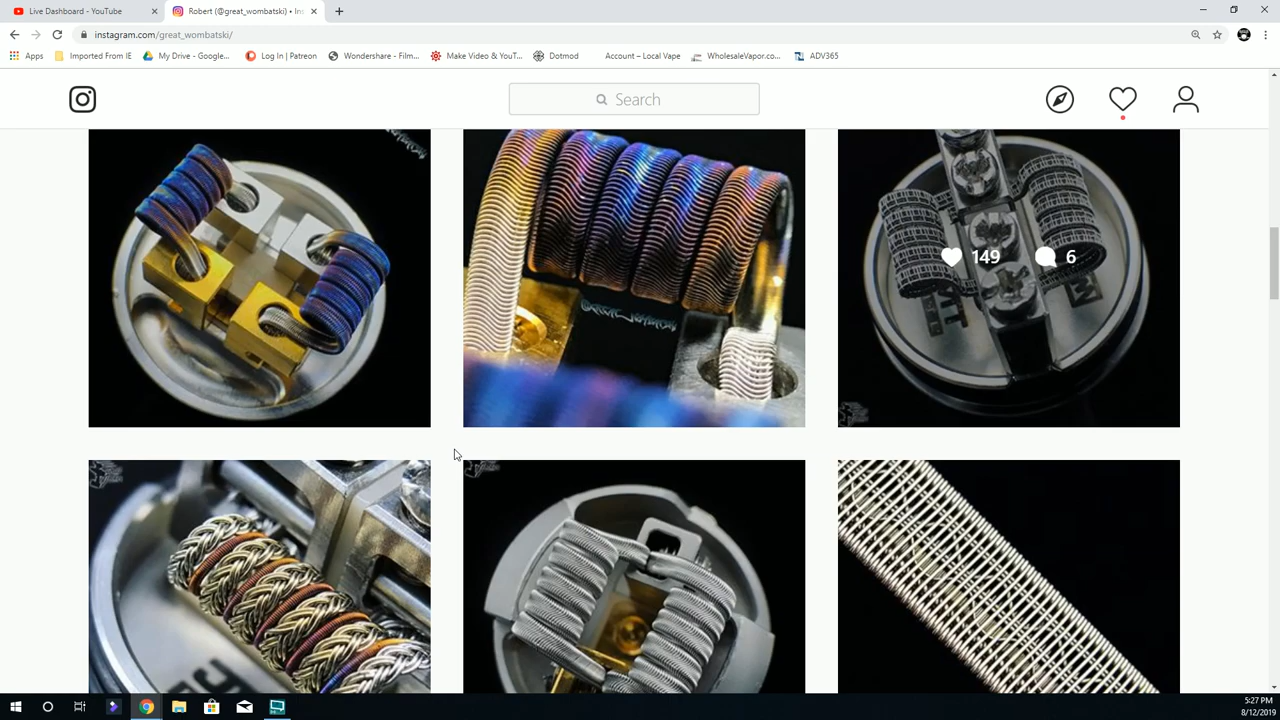 Live Dashboard - YouTube
Robert (@great_wombatski) • Ins
instagram.com/great_wombatski/
Apps Imported From IE My Drive - Google... Log In | Patreon Wondershare - Film... Make Video & YouT... Dotmod Account – Local Vape WholesaleVapor.co... ADV365
Search
149 6
5:27 PM
8/12/2019